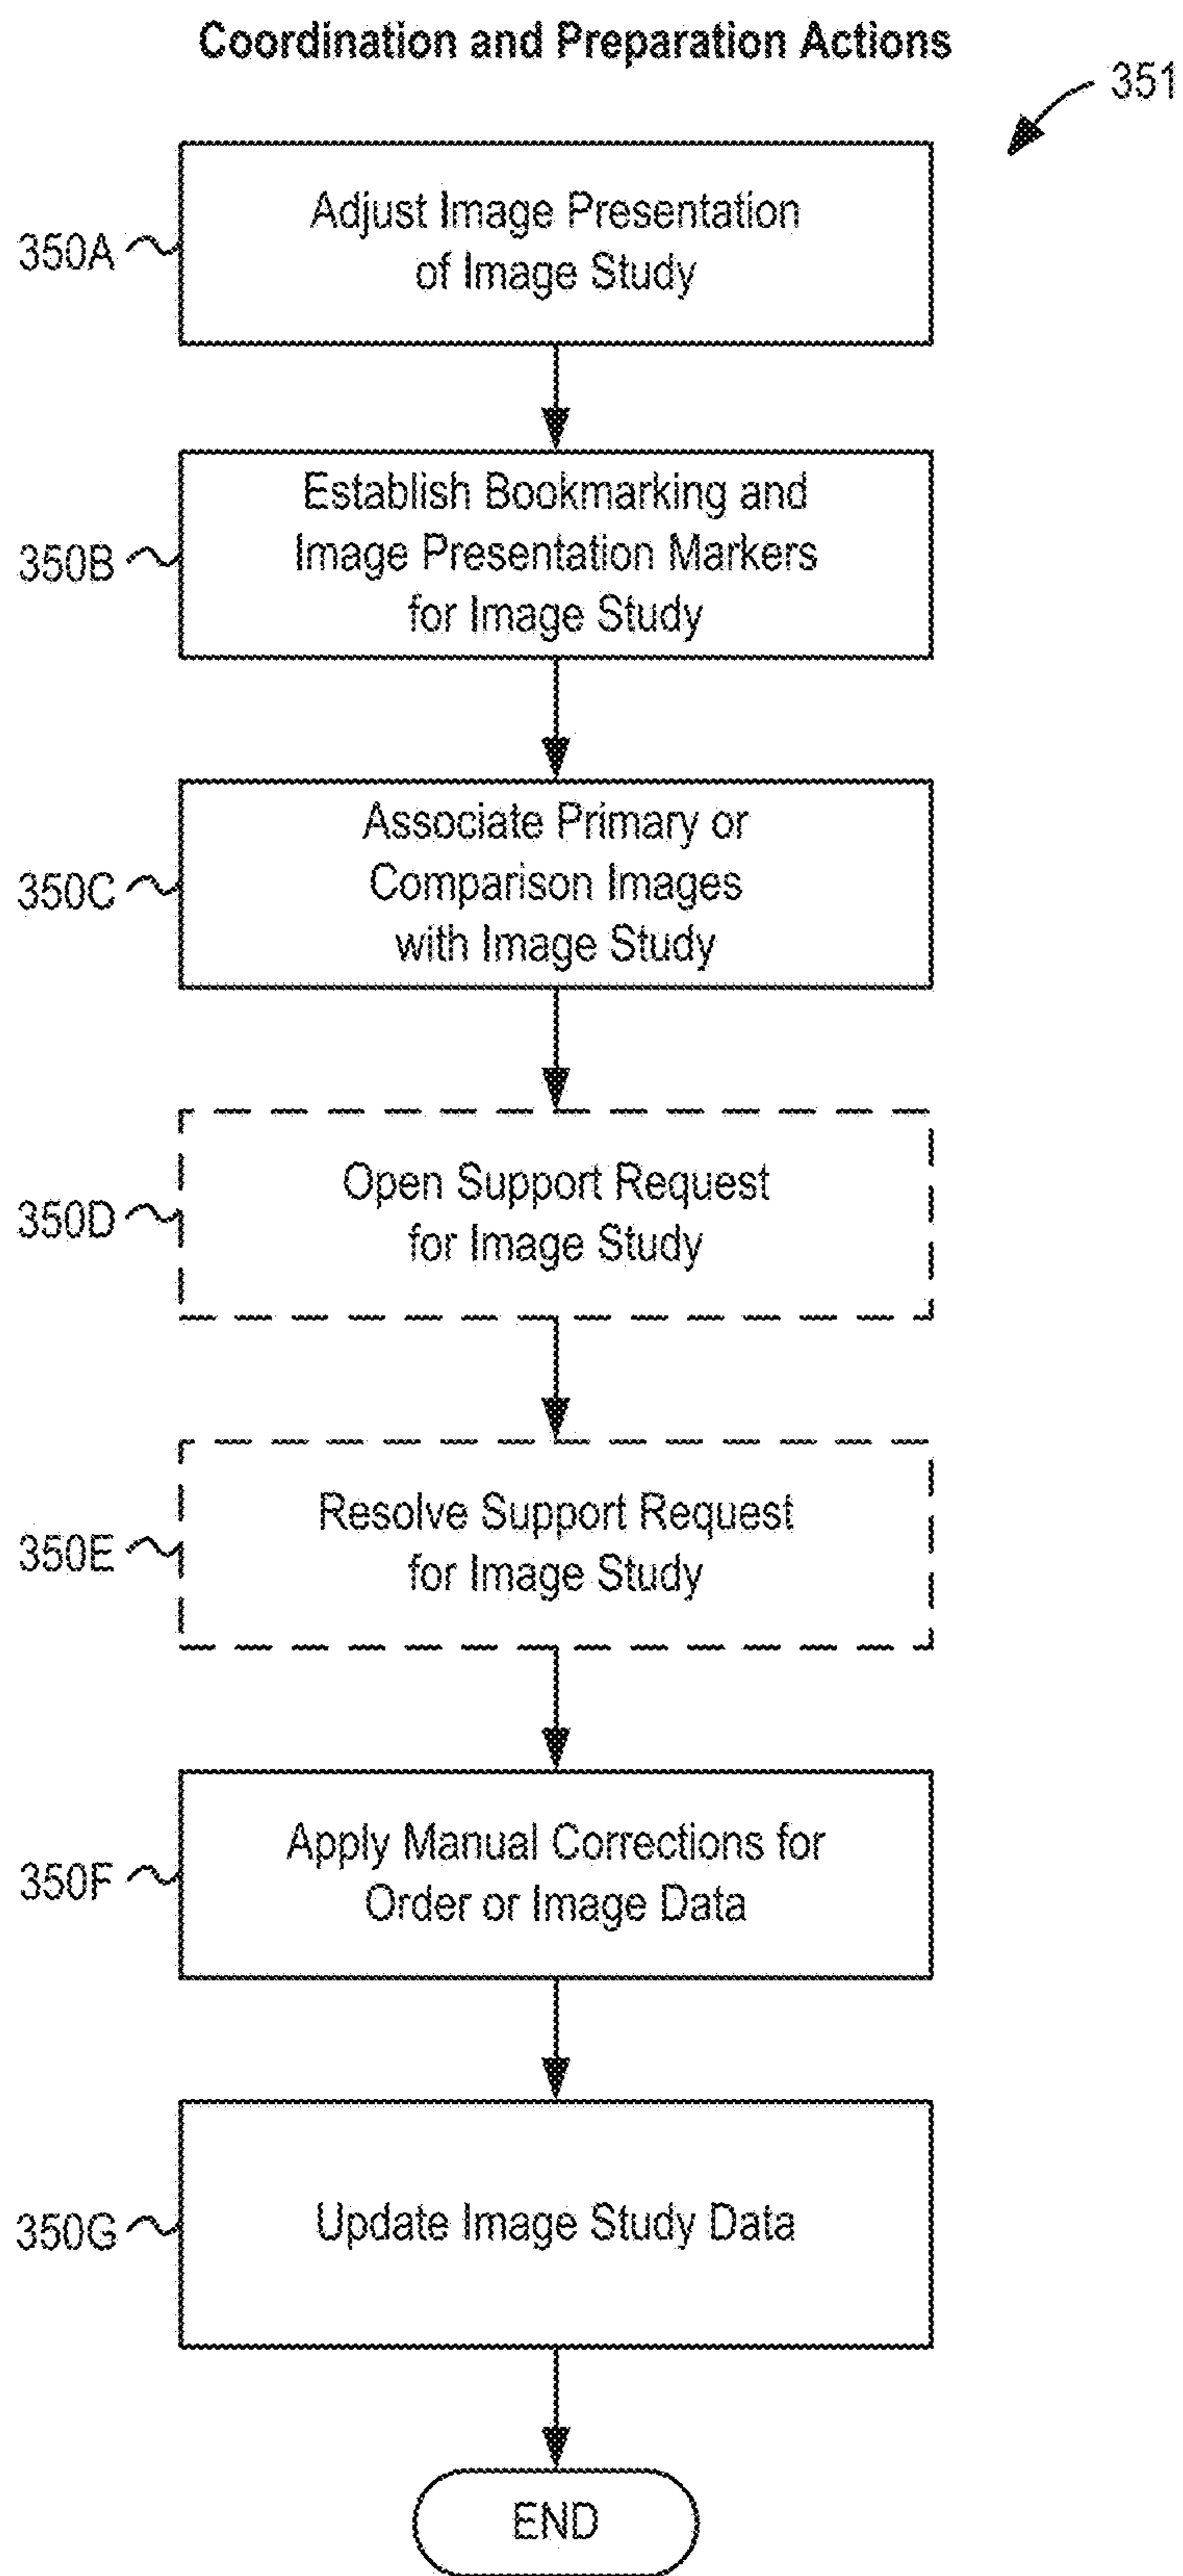 Coordination and Preparation Actions
351
350A
Adjust Image Presentation
of Image Study
350B
Establish Bookmarking and
Image Presentation Markers
for Image Study
350C
Associate Primary or
Comparison Images
with Image Study
350D
Open Support Request
for Image Study
350E
Resolve Support Request
for Image Study
350F
Apply Manual Corrections for
Order or Image Data
350G
Update Image Study Data
END